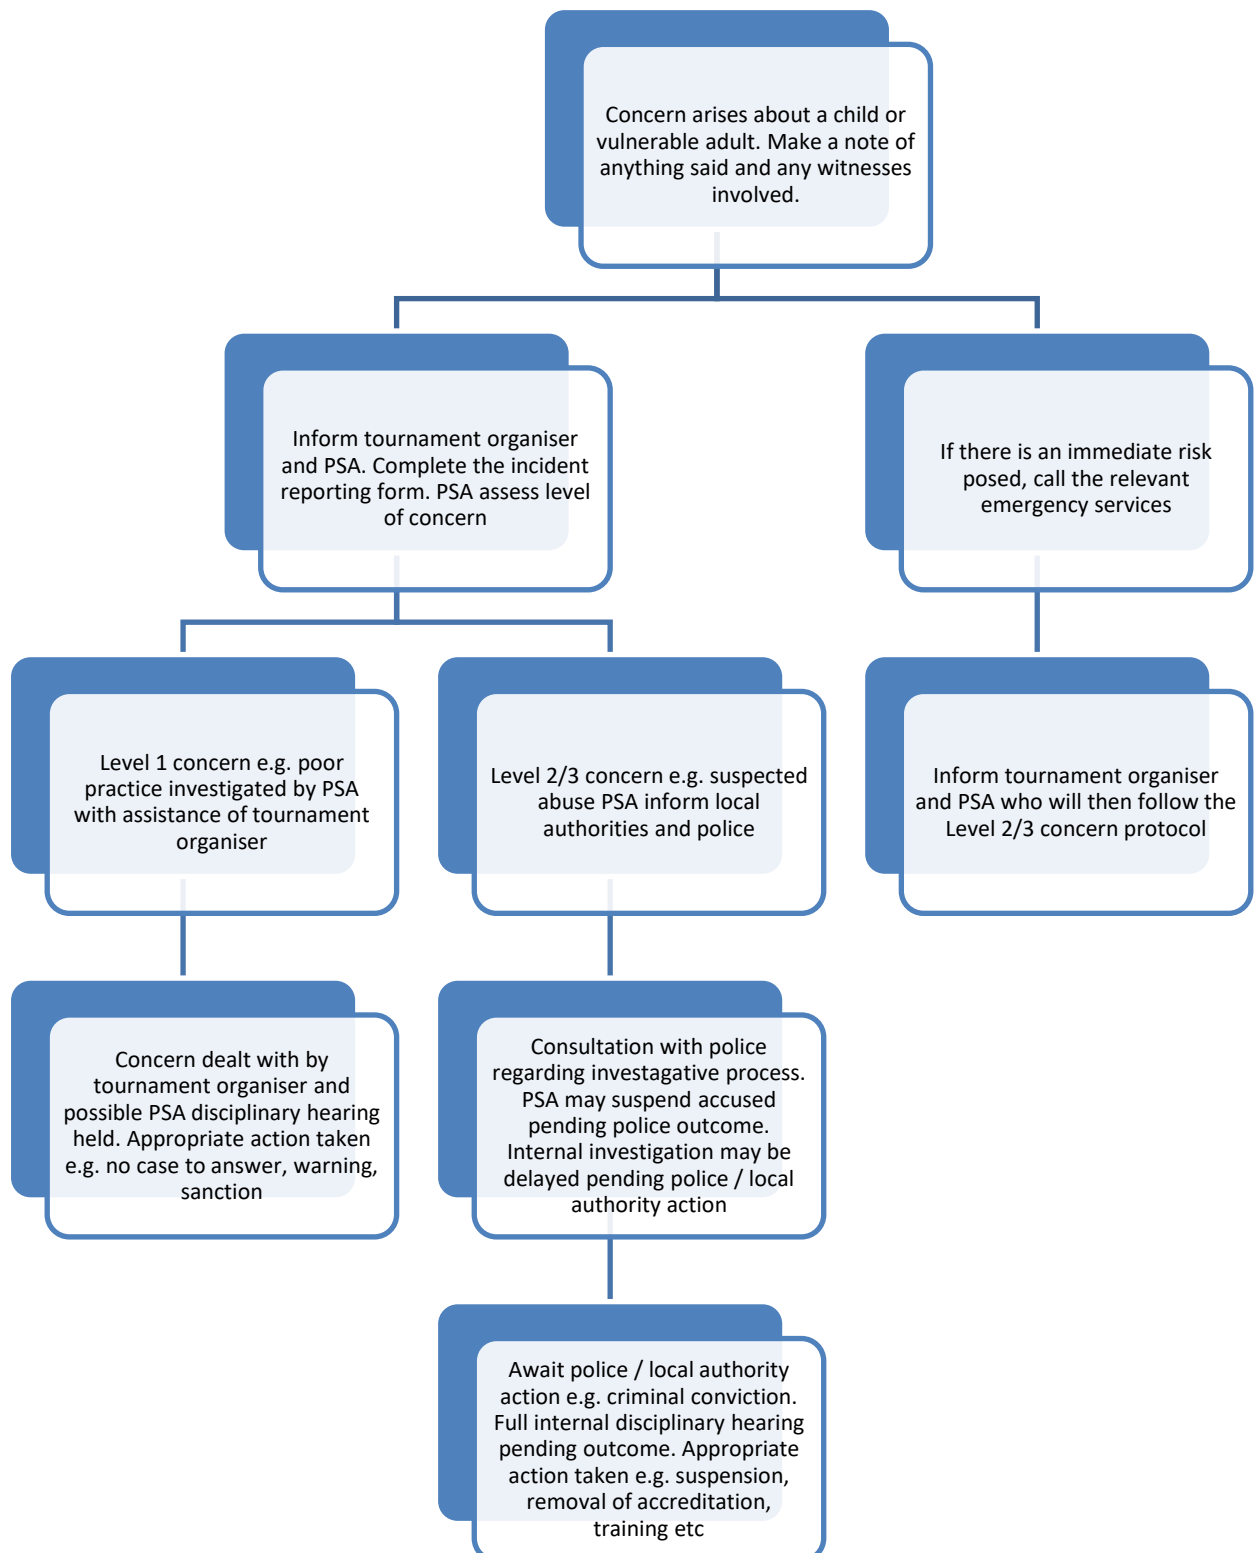 Concern arises about a child or
vulnerable adult. Make a note of
anything said and any witnesses
involved.
Inform tournament organiser
and PSA. Complete the incident
reporting form. PSA assess level
of concern
If there is an immediate risk
posed, call the relevant
emergency services
Level 1 concern e.g. poor
practice investigated by PSA
with assistance of tournament
organiser
Level 2/3 concern e.g. suspected
abuse PSA inform local
authorities and police
Inform tournament organiser
and PSA who will then follow the
Level 2/3 concern protocol
Concern dealt with by
tournament organiser and
possible PSA disciplinary hearing
held. Appropriate action taken
e.g. no case to answer, warning,
sanction
Consultation with police
regarding investagative process.
PSA may suspend accused
pending police outcome.
Internal investigation may be
delayed pending police / local
authority action
Await police / local authority
action e.g. criminal conviction.
Full internal disciplinary hearing
pending outcome. Appropriate
action taken e.g. suspension,
removal of accreditation,
training etc